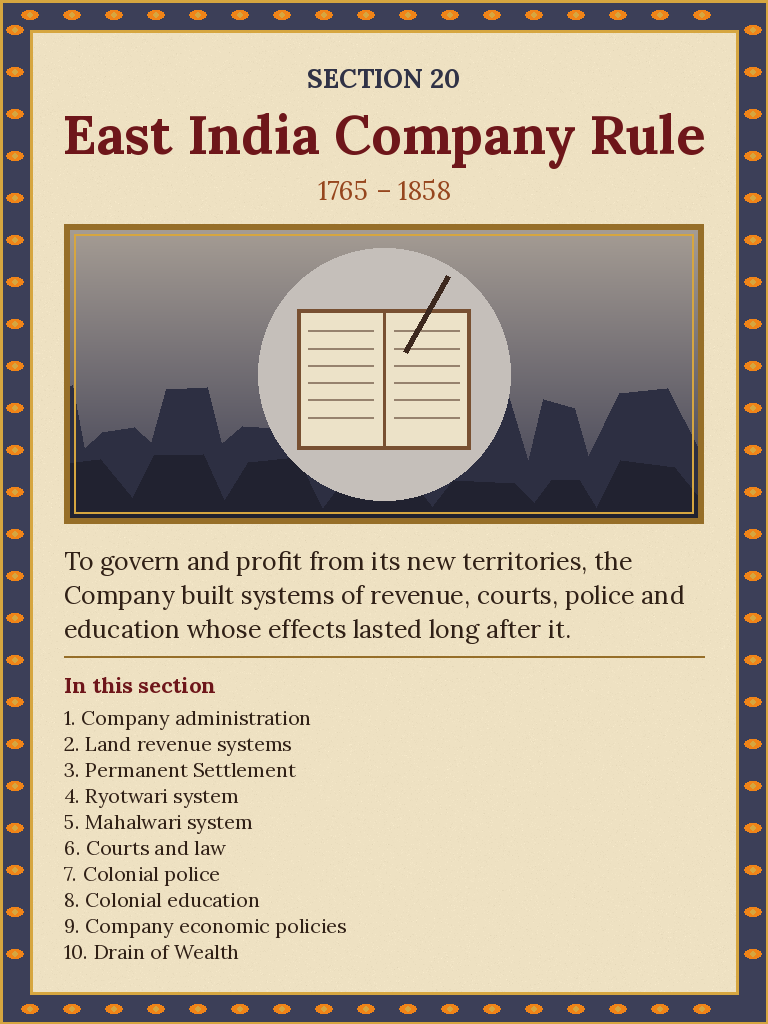 SECTION 20
East India Company Rule
1765 – 1858
To govern and profit from its new territories, the
Company built systems of revenue, courts, police and
education whose effects lasted long after it.
In this section
1. Company administration
2. Land revenue systems
3. Permanent Settlement
4. Ryotwari system
5. Mahalwari system
6. Courts and law
7. Colonial police
8. Colonial education
9. Company economic policies
10. Drain of Wealth